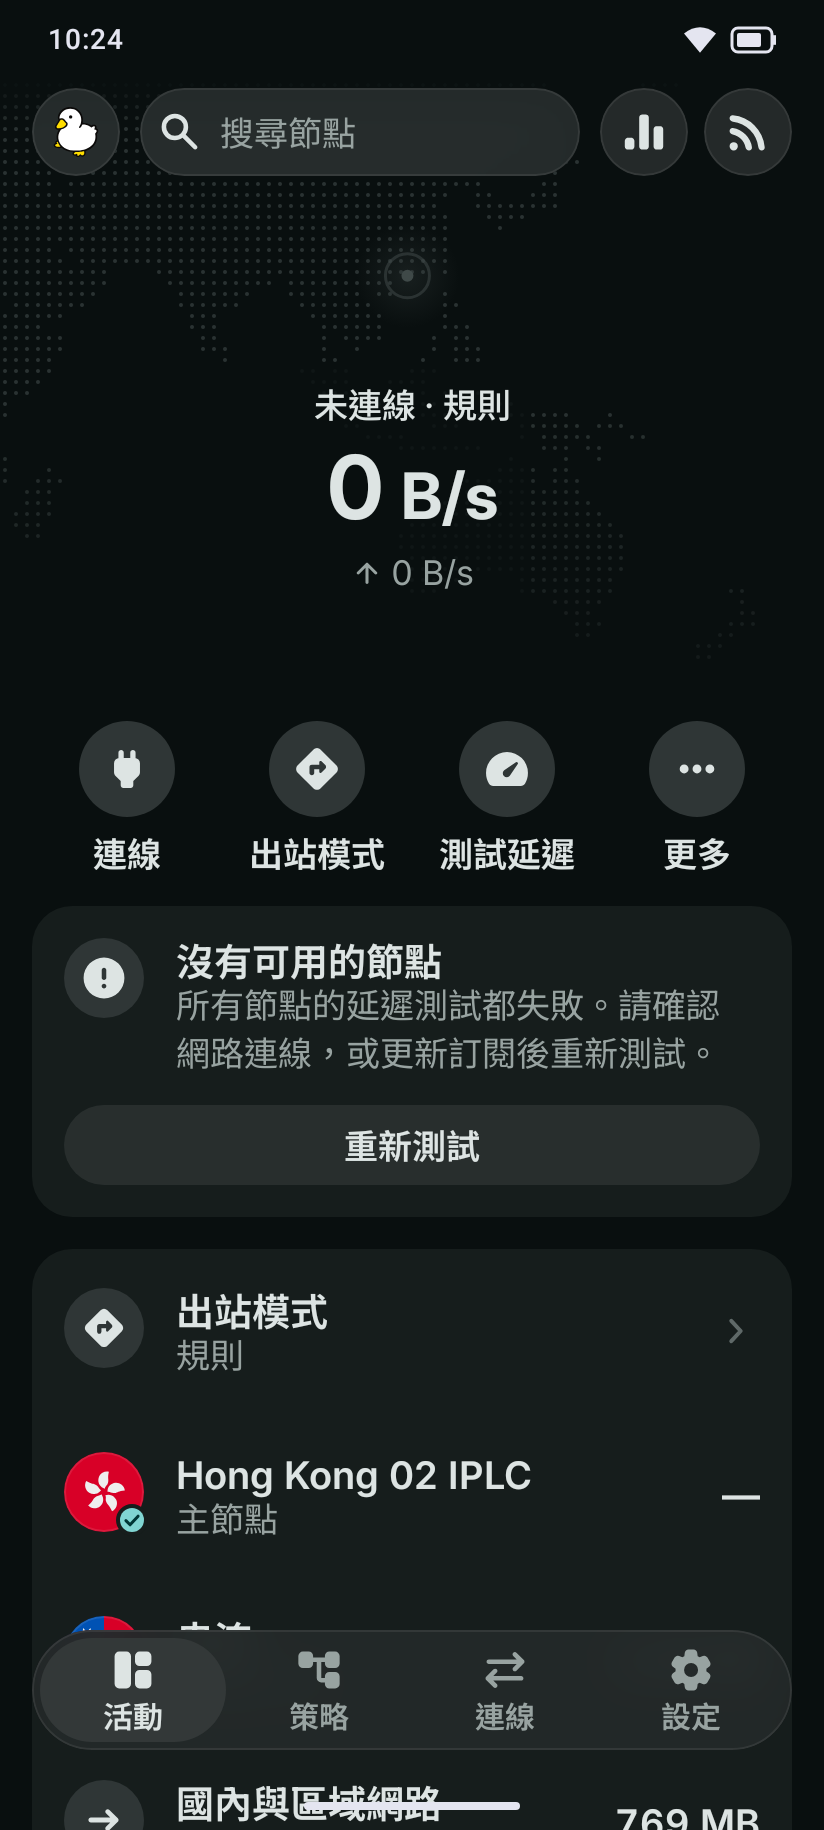 10:24
搜尋節點
未連線 · 規則
0 B/s
↑ 0 B/s
連線
出站模式
測試延遲
更多
沒有可用的節點
所有節點的延遲測試都失敗。請確認
網路連線，或更新訂閱後重新測試。
重新測試
出站模式
規則
Hong Kong 02 IPLC
主節點
活動
策略
連線
設定
國內與區域網路
769 MB